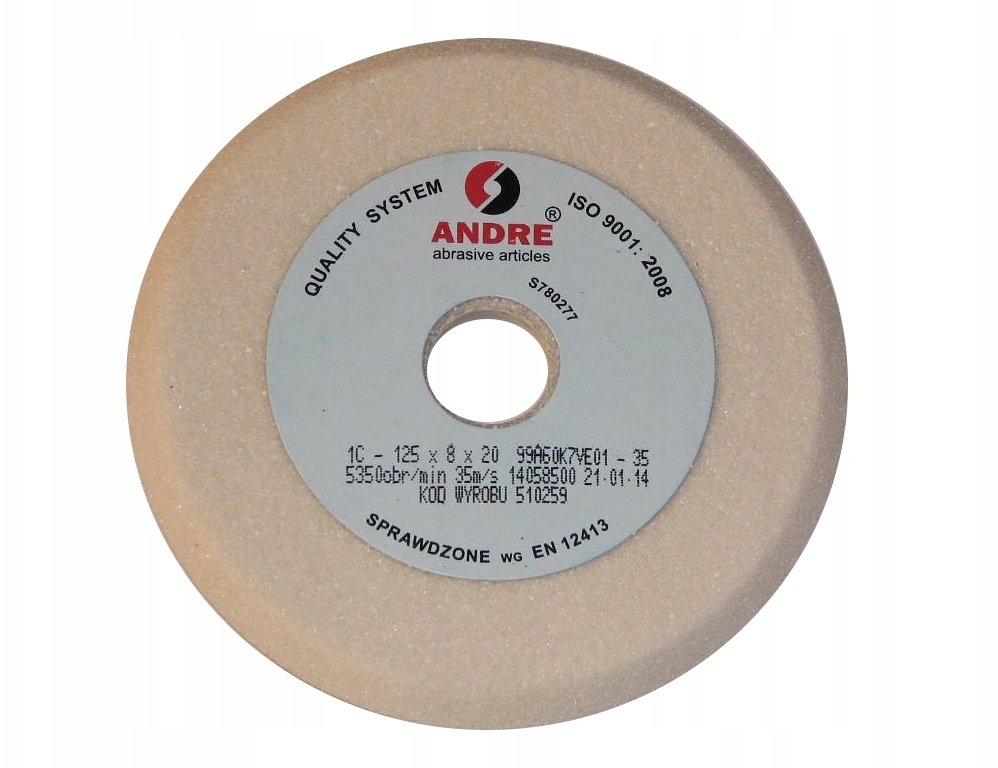 QUALITY SYSTEM
ISO 9001: 2008
ANDRE®
abrasive articles
S780277
1C - 125 x 8 x 20 99A60K7VE01 - 35
5350obr/min 35m/s 14058500 21·01·14
KOD WYROBU 510259
SPRAWDZONE WG EN 12413